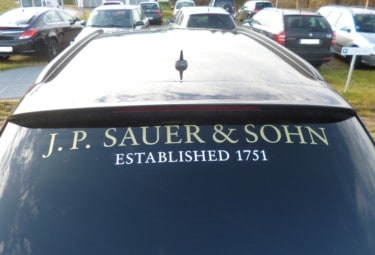 J. P. SAUER & SOHN
ESTABLISHED 1751